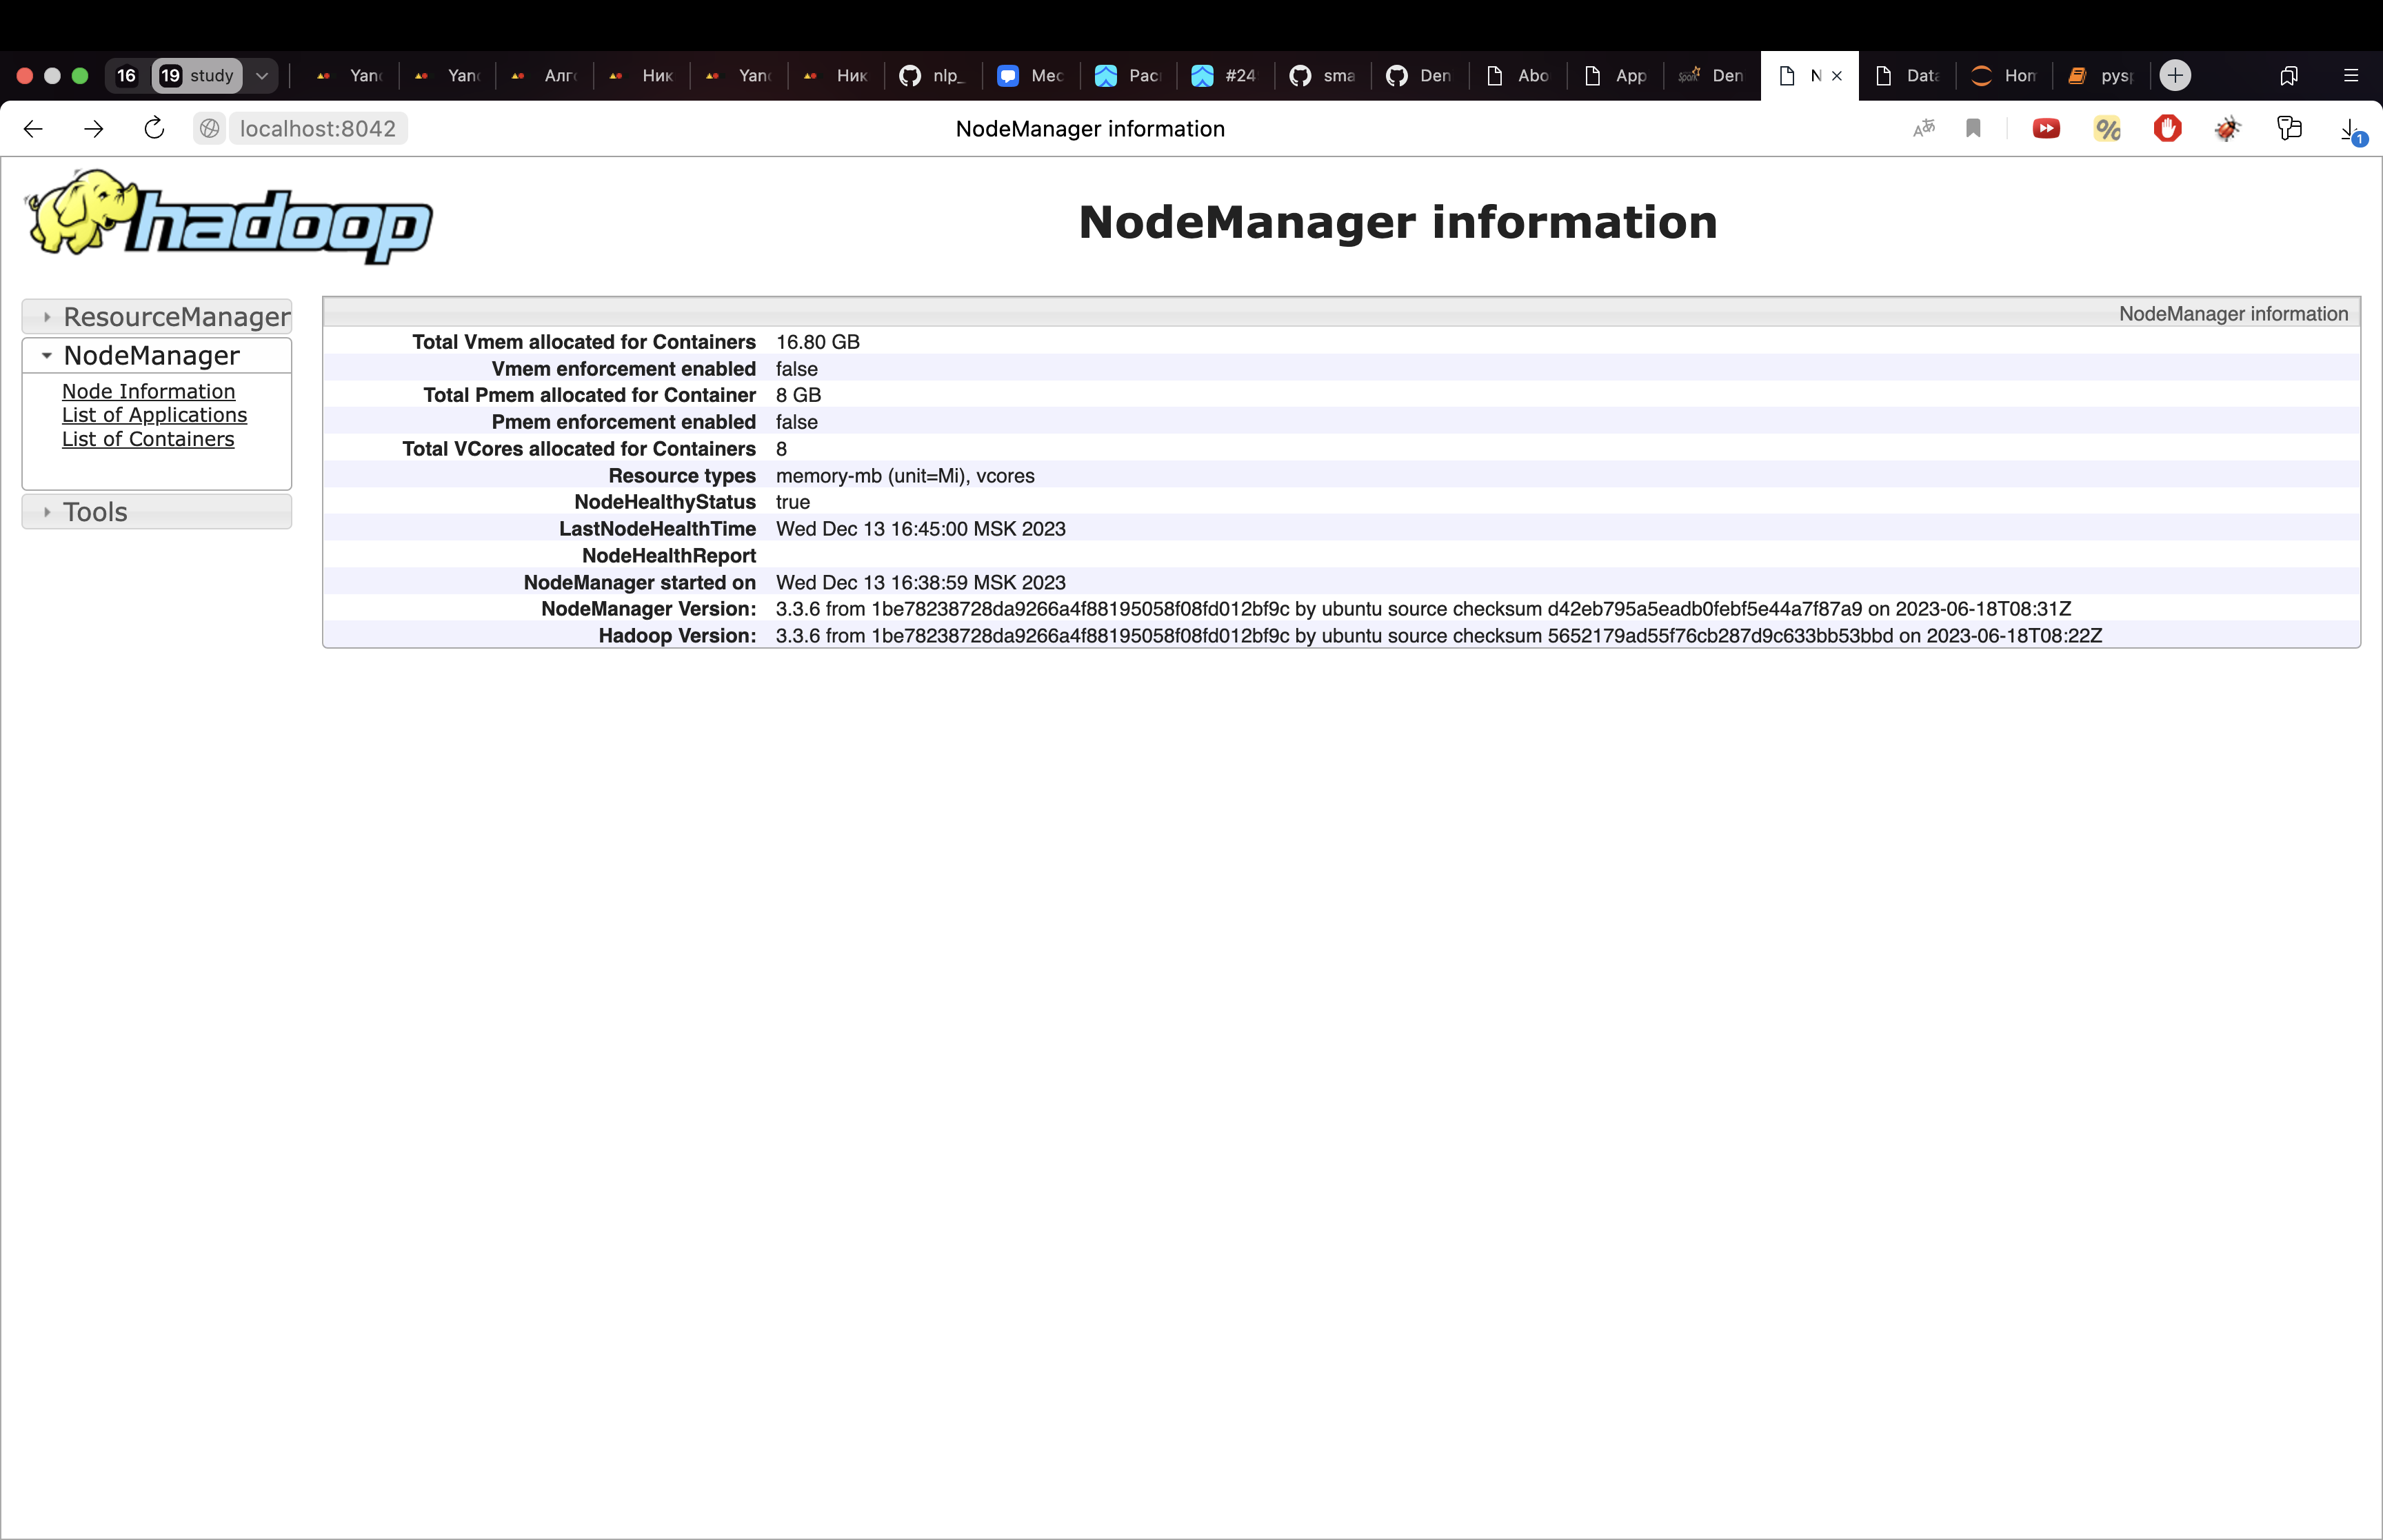 16 19 study Yan Yan Алг Ник Yan Ник nlp_ Мес Рас #24 sma Den Abo App Spark Den N Data Hom pysp
localhost:8042 NodeManager information 1
hadoop
NodeManager information
ResourceManager
NodeManager
Node Information
List of Applications
List of Containers
Tools
NodeManager information
Total Vmem allocated for Containers 16.80 GB
Vmem enforcement enabled false
Total Pmem allocated for Container 8 GB
Pmem enforcement enabled false
Total VCores allocated for Containers 8
Resource types memory-mb (unit=Mi), vcores
NodeHealthyStatus true
LastNodeHealthTime Wed Dec 13 16:45:00 MSK 2023
NodeHealthReport
NodeManager started on Wed Dec 13 16:38:59 MSK 2023
NodeManager Version: 3.3.6 from 1be78238728da9266a4f88195058f08fd012bf9c by ubuntu source checksum d42eb795a5eadb0febf5e44a7f87a9 on 2023-06-18T08:31Z
Hadoop Version: 3.3.6 from 1be78238728da9266a4f88195058f08fd012bf9c by ubuntu source checksum 5652179ad55f76cb287d9c633bb53bbd on 2023-06-18T08:22Z